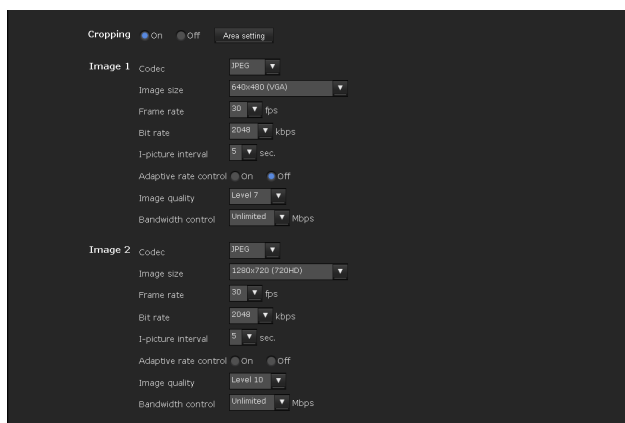 Cropping On Off Area setting
Image 1 Codec JPEG
Image size 640x480 (VGA)
Frame rate 30 fps
Bit rate 2048 kbps
I-picture interval 5 sec.
Adaptive rate control On Off
Image quality Level 7
Bandwidth control Unlimited Mbps
Image 2 Codec JPEG
Image size 1280x720 (720HD)
Frame rate 30 fps
Bit rate 2048 kbps
I-picture interval 5 sec.
Adaptive rate control On Off
Image quality Level 10
Bandwidth control Unlimited Mbps